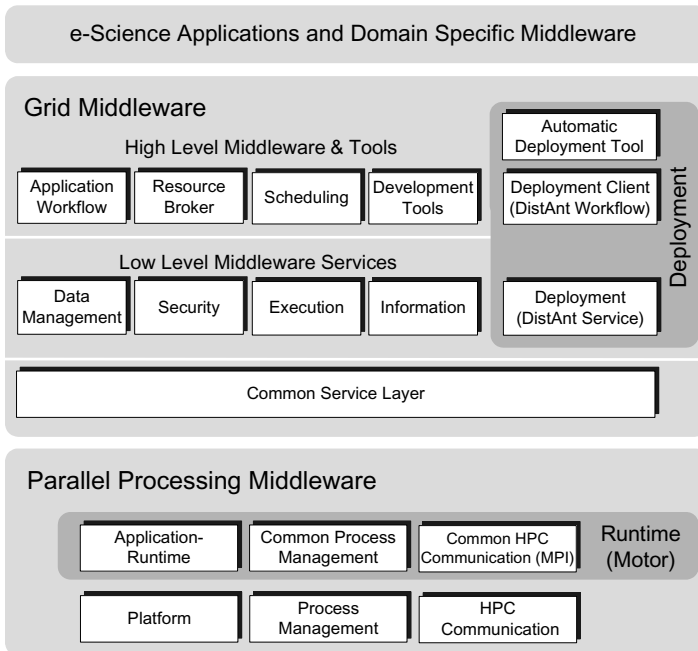 e-Science Applications and Domain Specific Middleware
Grid Middleware
High Level Middleware & Tools
Application
Workflow
Resource
Broker
Scheduling
Development
Tools
Automatic
Deployment Tool
Deployment Client
(DistAnt Workflow)
Deployment
Low Level Middleware Services
Data
Management
Security
Execution
Information
Deployment
(DistAnt Service)
Common Service Layer
Parallel Processing Middleware
Application-
Runtime
Common Process
Management
Common HPC
Communication (MPI)
Runtime
(Motor)
Platform
Process
Management
HPC
Communication